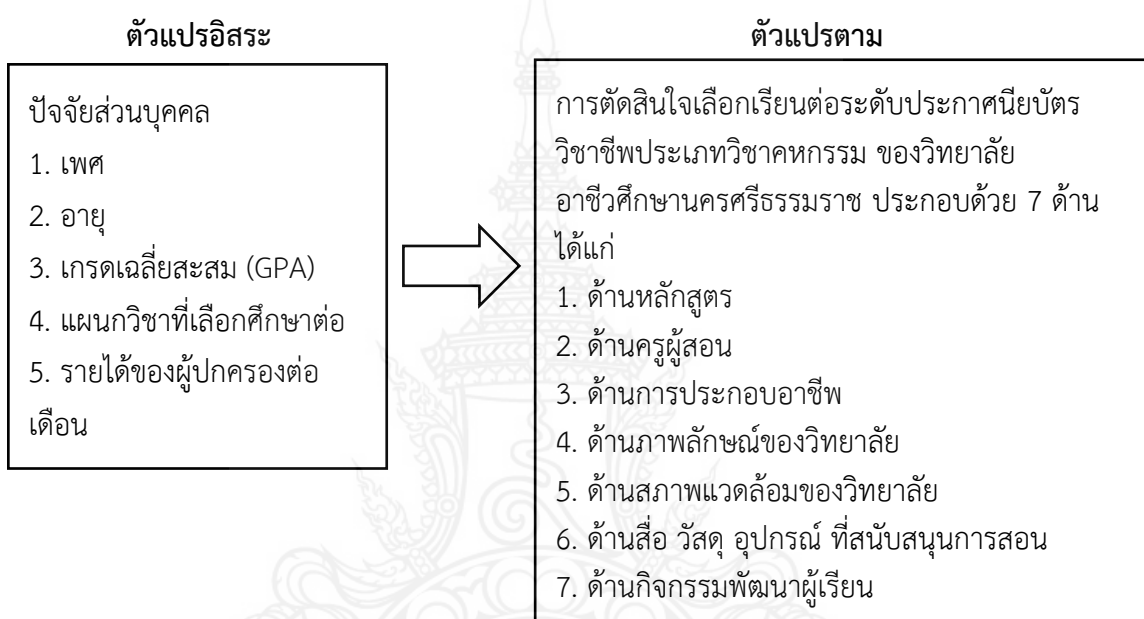 ตัวแปรอิสระ
ปัจจัยส่วนบุคคล
1. เพศ
2. อายุ
3. เกรดเฉลี่ยสะสม (GPA)
4. แผนกวิชาที่เลือกศึกษาต่อ
5. รายได้ของผู้ปกครองต่อ
เดือน
ตัวแปรตาม
การตัดสินใจเลือกเรียนต่อระดับประกาศนียบัตร
วิชาชีพประเภทวิชาคหกรรม ของวิทยาลัย
อาชีวศึกษานครศรีธรรมราช ประกอบด้วย 7 ด้าน
ได้แก่
1. ด้านหลักสูตร
2. ด้านครูผู้สอน
3. ด้านการประกอบอาชีพ
4. ด้านภาพลักษณ์ของวิทยาลัย
5. ด้านสภาพแวดล้อมของวิทยาลัย
6. ด้านสื่อ วัสดุ อุปกรณ์ ที่สนับสนุนการสอน
7. ด้านกิจกรรมพัฒนาผู้เรียน